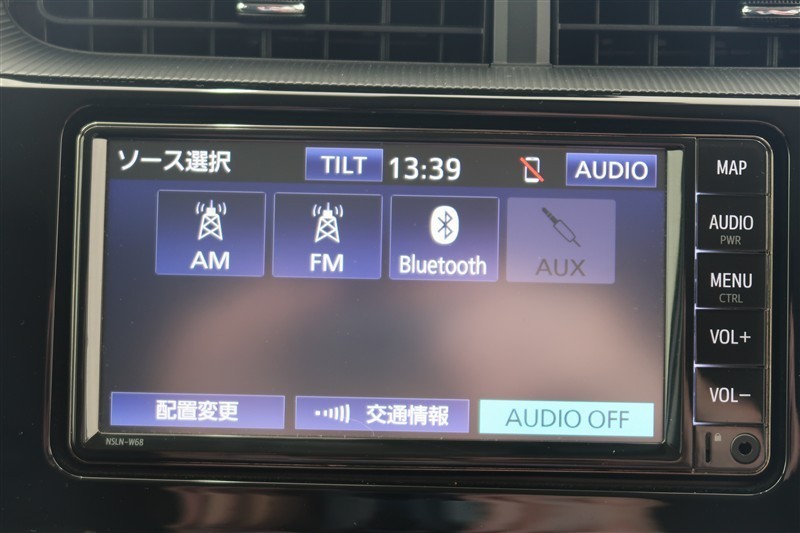 ソース選択
TILT
13:39
AUDIO
AM
FM
Bluetooth
AUX
配置変更
交通情報
AUDIO OFF
NSLN-W68
MAP
AUDIO
PWR
MENU
CTRL
VOL+
VOL-